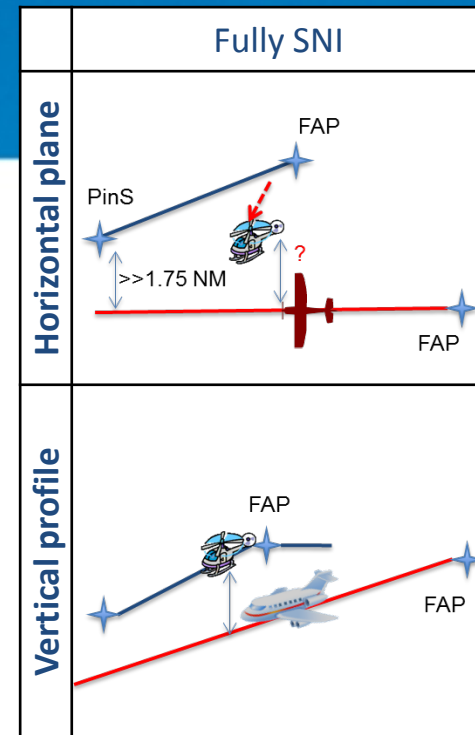 Fully SNI
Horizontal plane
FAP
PinS
?
>>1.75 NM
FAP
Vertical profile
FAP
FAP